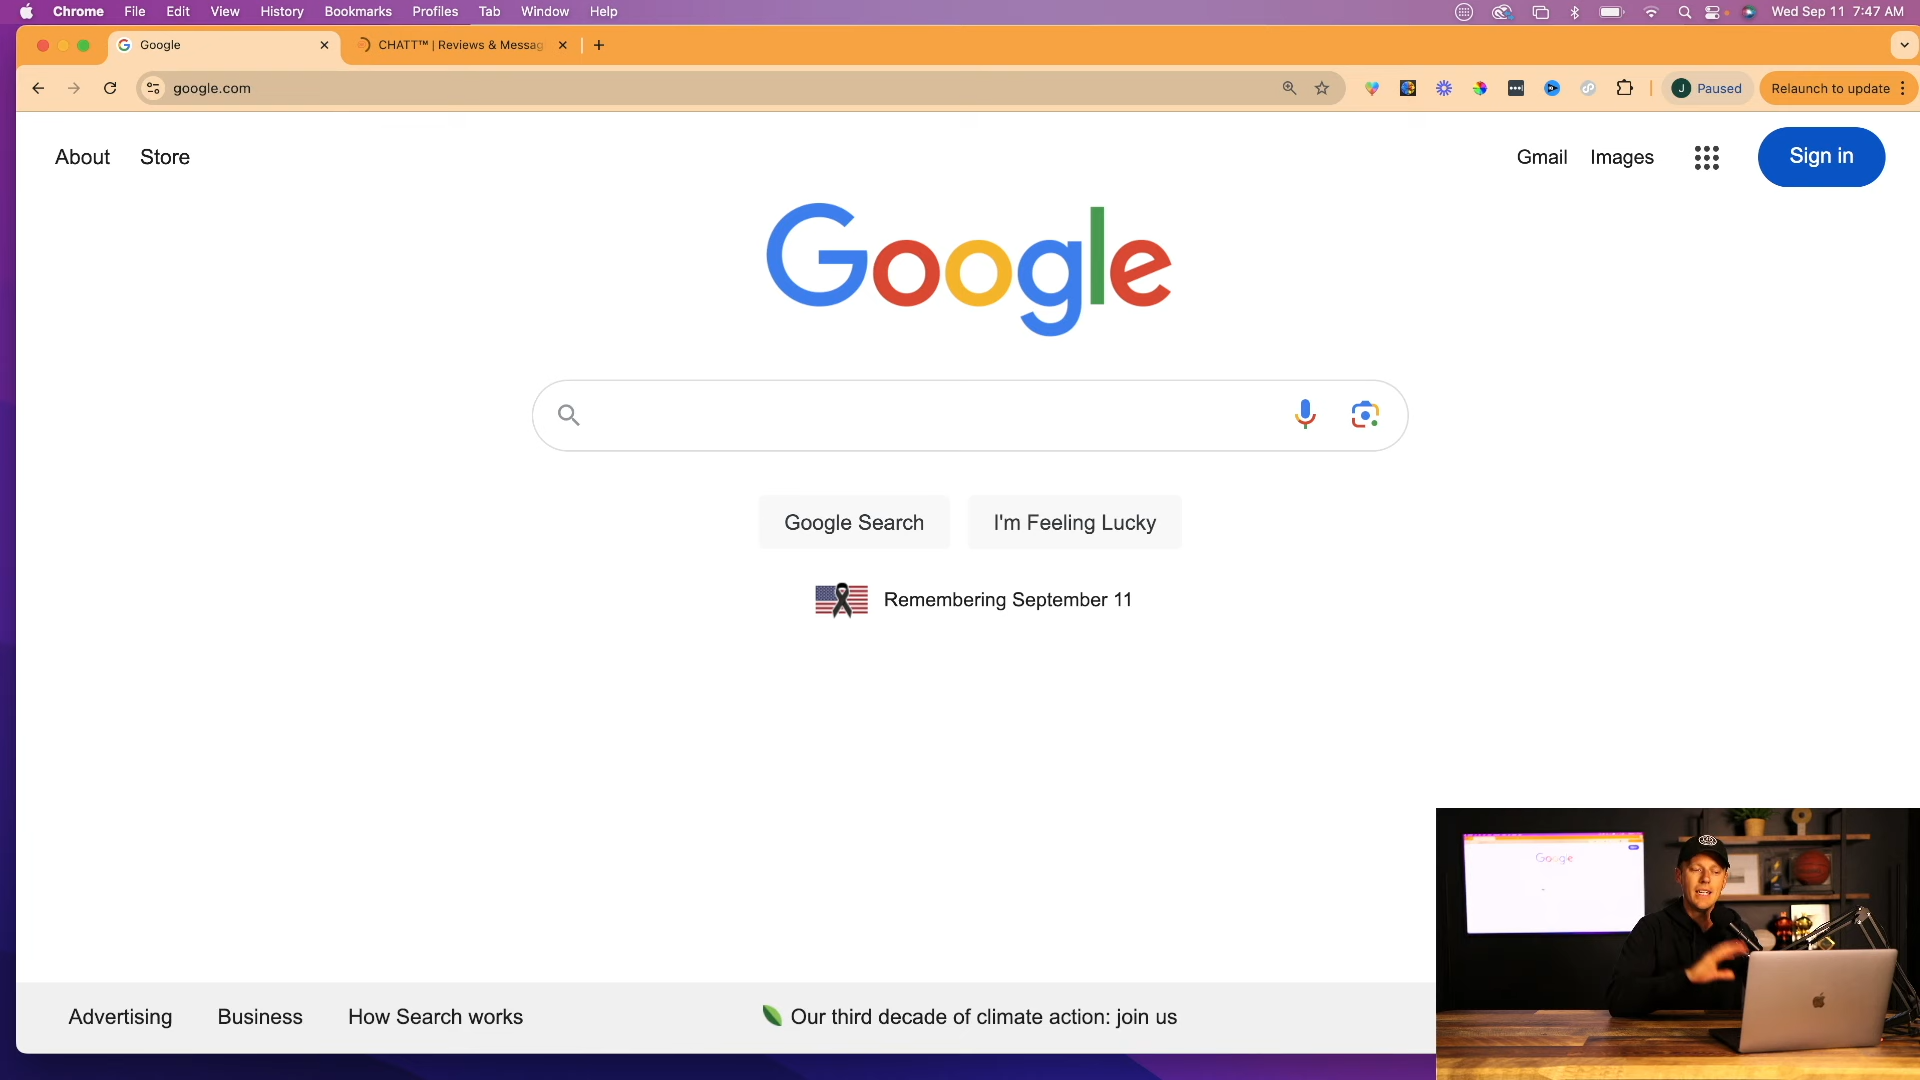 Chrome File Edit View History Bookmarks Profiles Tab Window Help Wed Sep 11 7:47 AM
Google CHATT™ | Reviews & Messag
google.com J Paused Relaunch to update
About Store Gmail Images Sign in
Google
Google Search I'm Feeling Lucky
Remembering September 11
Advertising Business How Search works Our third decade of climate action: join us
Google